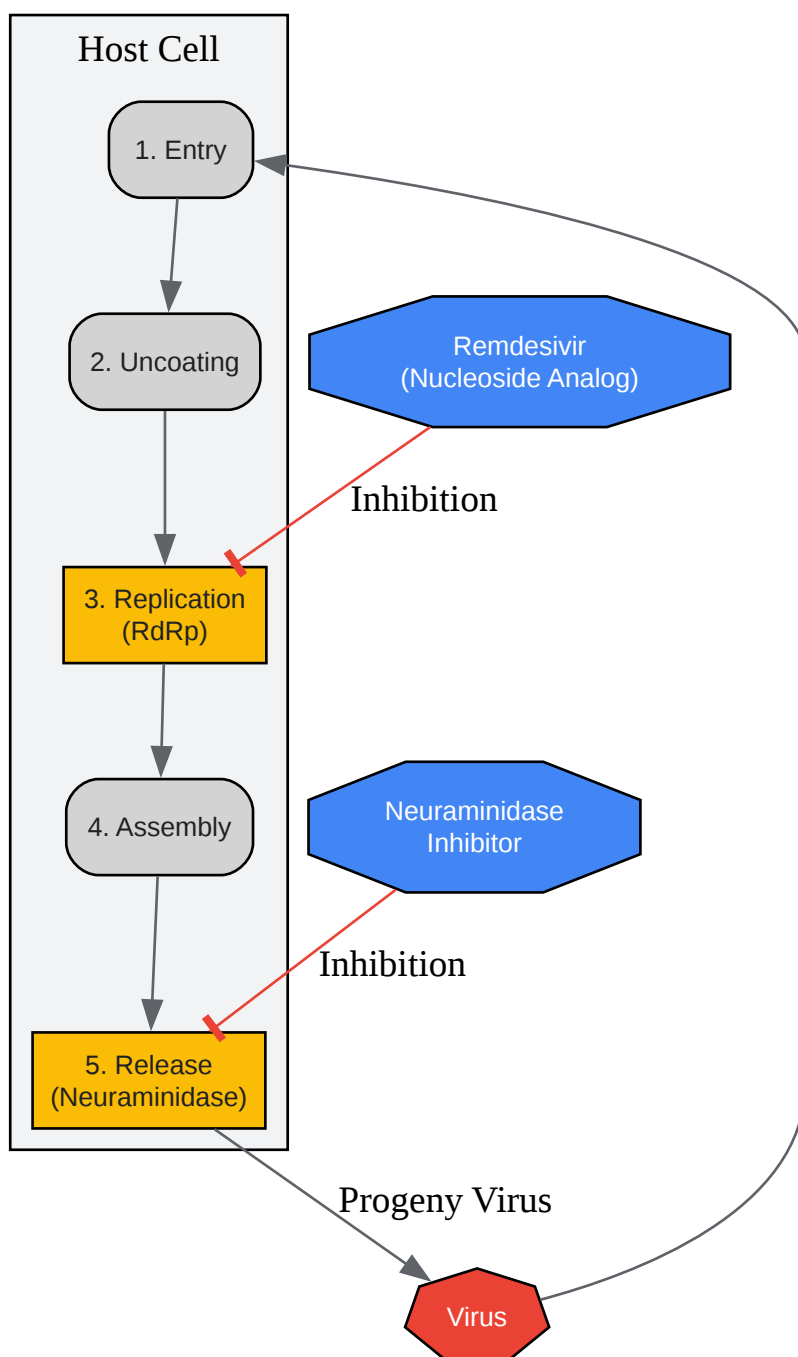 Host Cell
1. Entry
2. Uncoating
Remdesivir
(Nucleoside Analog)
Inhibition
3. Replication
(RdRp)
4. Assembly
Neuraminidase
Inhibitor
Inhibition
5. Release
(Neuraminidase)
Progeny Virus
Virus